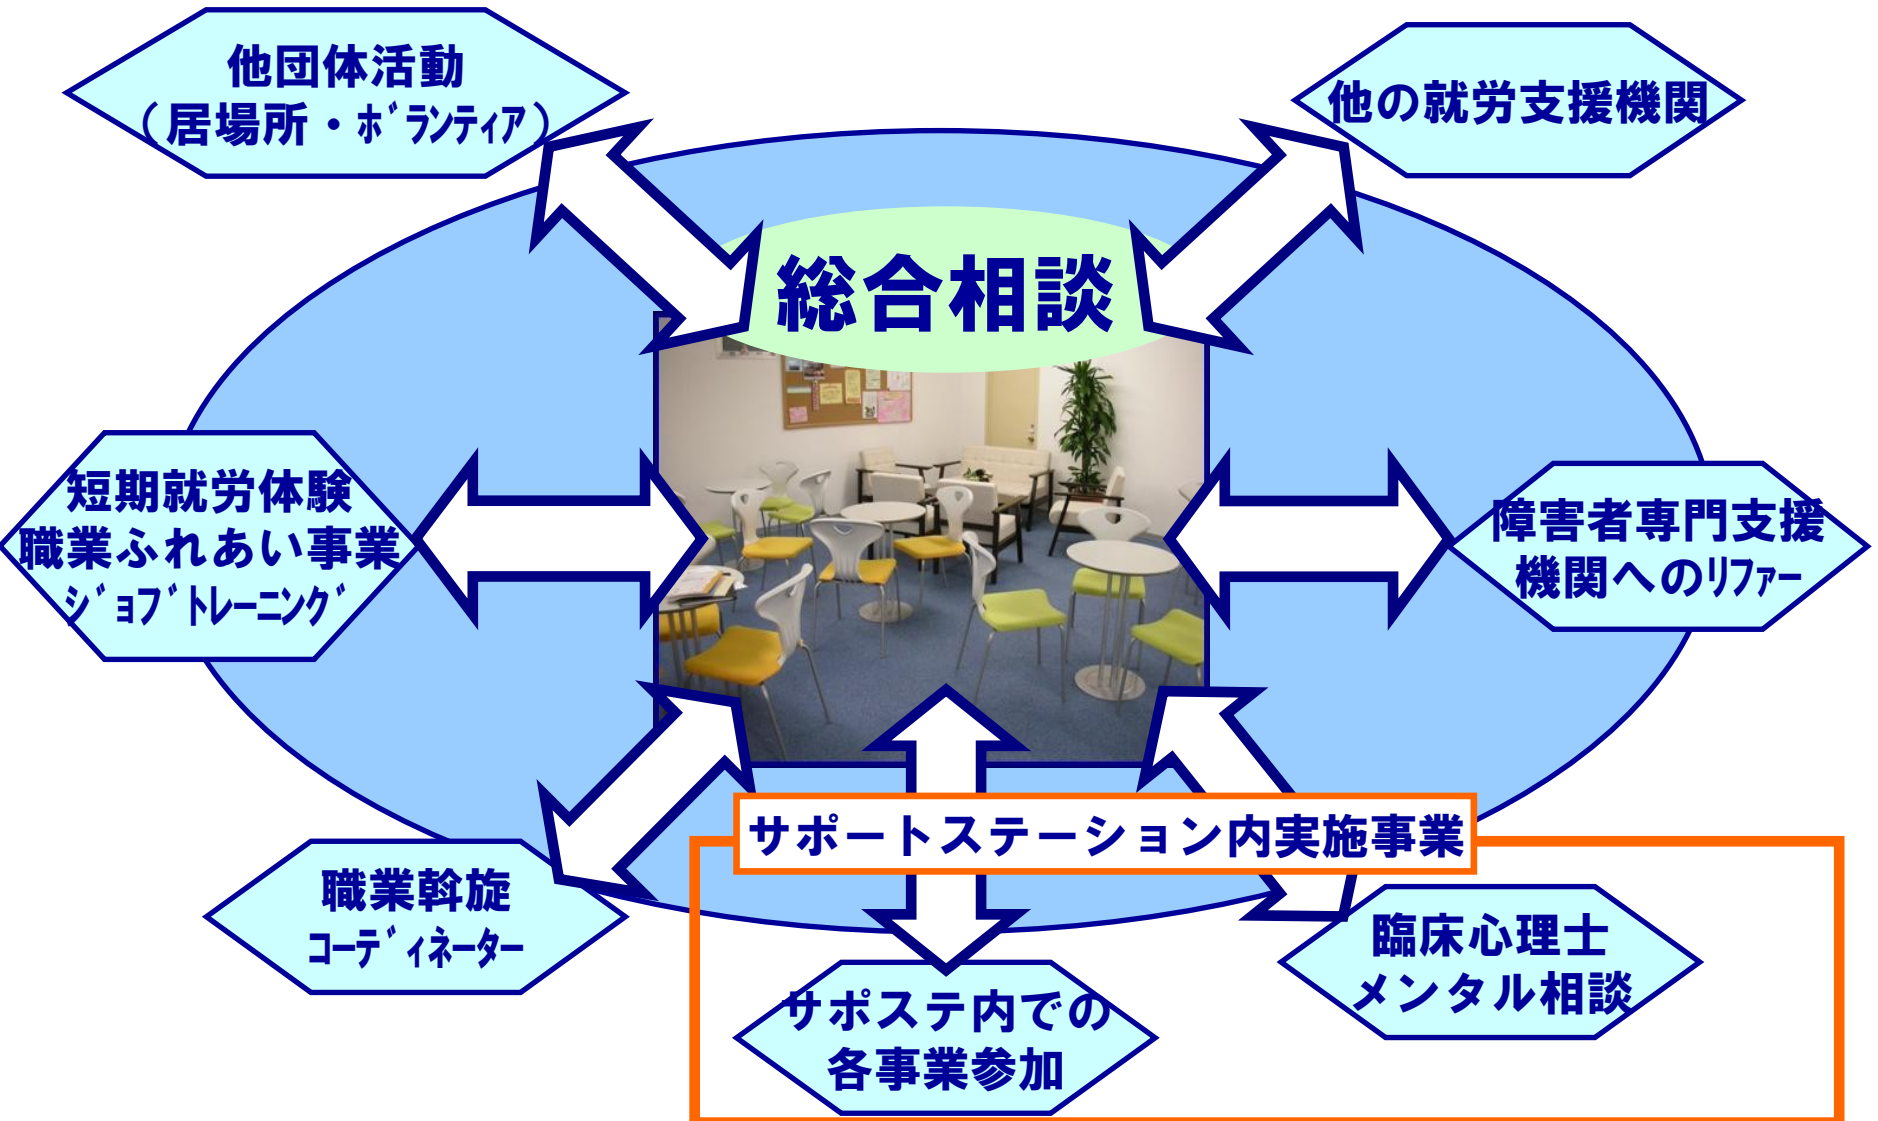 他団体活動
（居場所・ﾎﾞﾗﾝﾃｨｱ）
他の就労支援機関
総合相談
短期就労体験
職業ふれあい事業
ｼﾞｮﾌﾞﾄﾚｰﾆﾝｸﾞ
障害者専門支援
機関へのﾘﾌｧｰ
サポートステーション内実施事業
職業斡旋
ｺｰﾃﾞｨﾈｰﾀｰ
臨床心理士
メンタル相談
サポステ内での
各事業参加